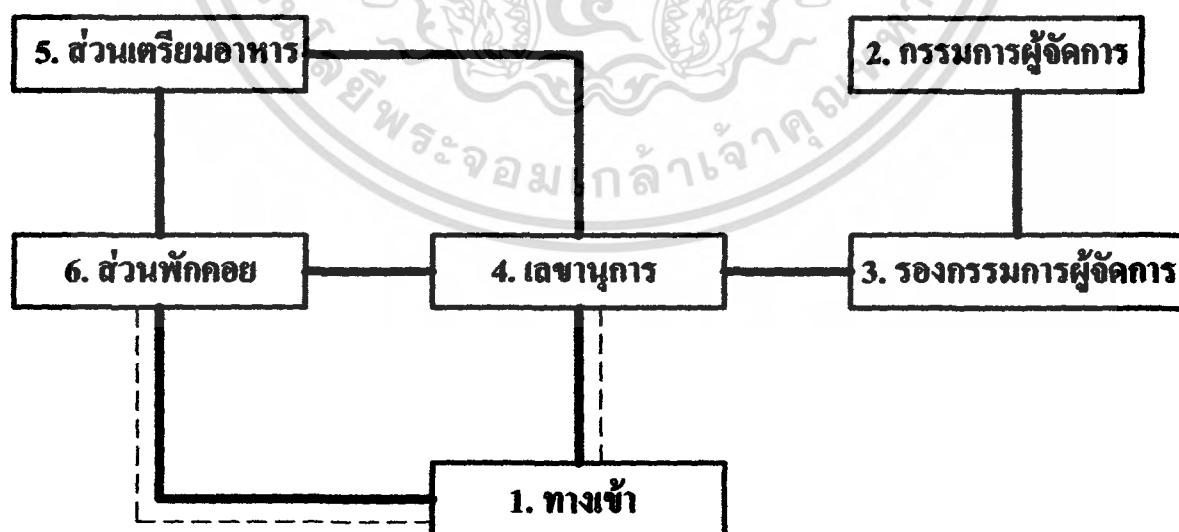 5. ส่วนเตรียมอาหาร
2. กรรมการผู้จัดการ
6. ส่วนพักคอย
4. เลขานุการ
3. รองกรรมการผู้จัดการ
1. ทางเข้า